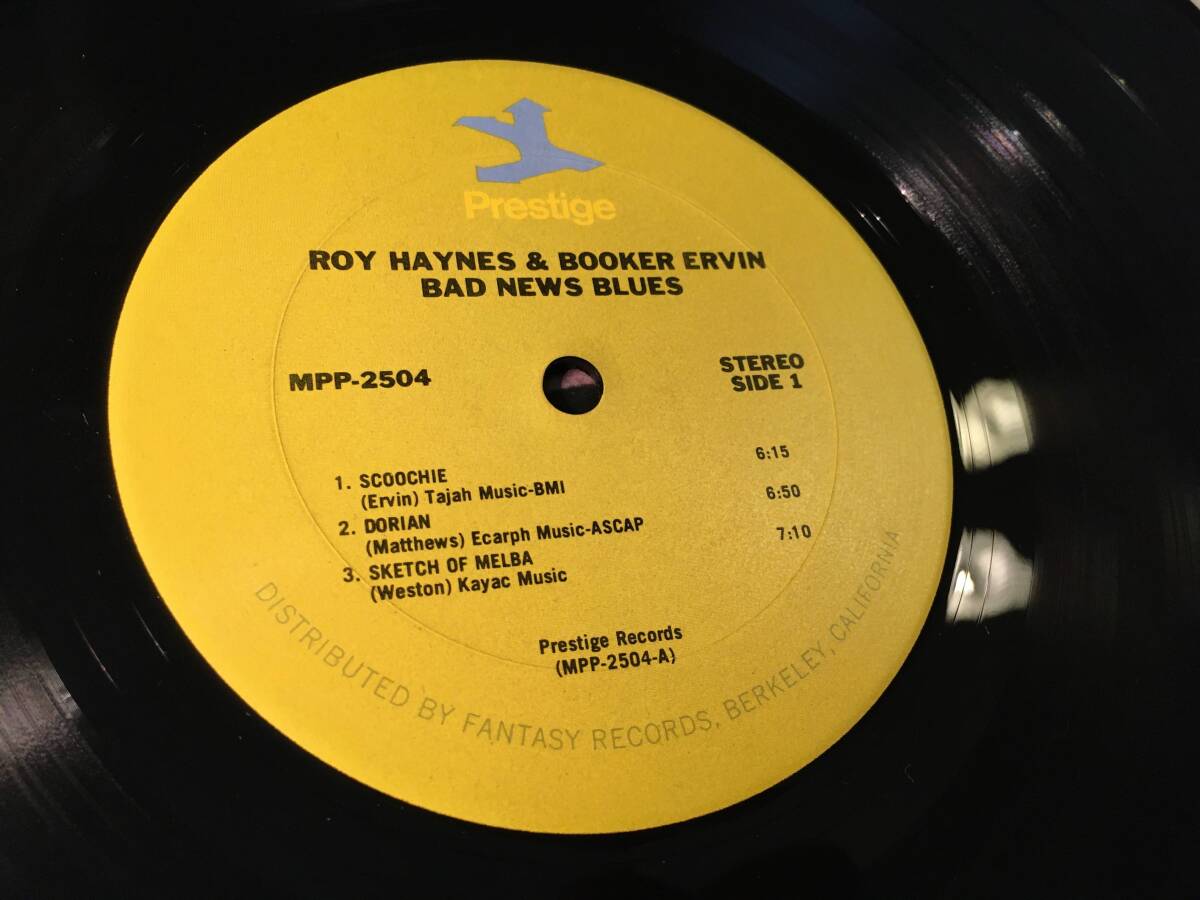 Prestige
ROY HAYNES & BOOKER ERVIN
BAD NEWS BLUES
MPP-2504
STEREO
SIDE 1
1. SCOOCHIE 6:15
(Ervin) Tajah Music-BMI
2. DORIAN 6:50
(Matthews) Ecarph Music-ASCAP
3. SKETCH OF MELBA 7:10
(Weston) Kayac Music
Prestige Records
(MPP-2504-A)
DISTRIBUTED BY FANTASY RECORDS, BERKELEY, CALIFORNIA